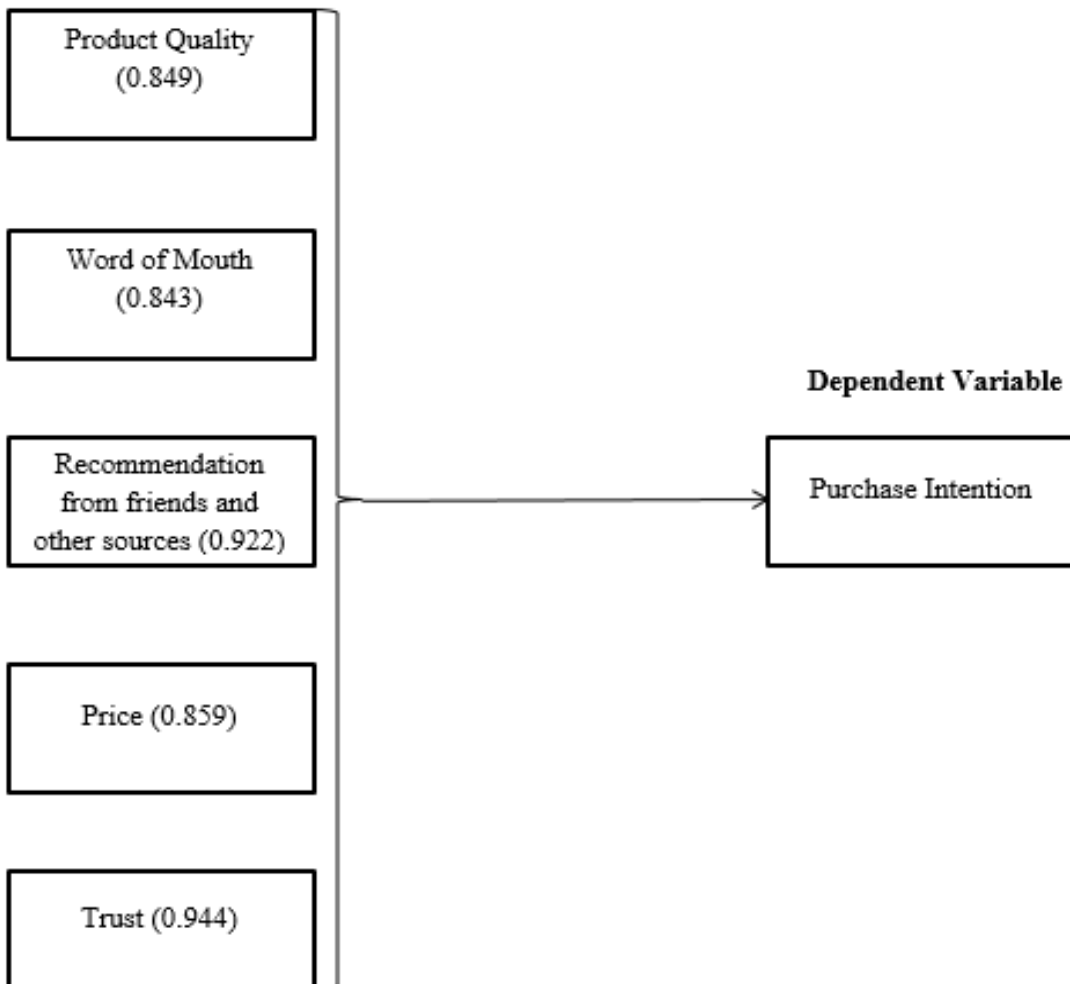 Product Quality
(0.849)
Word of Mouth
(0.843)
Dependent Variable
Recommendation
from friends and
other sources (0.922)
Purchase Intention
Price (0.859)
Trust (0.944)